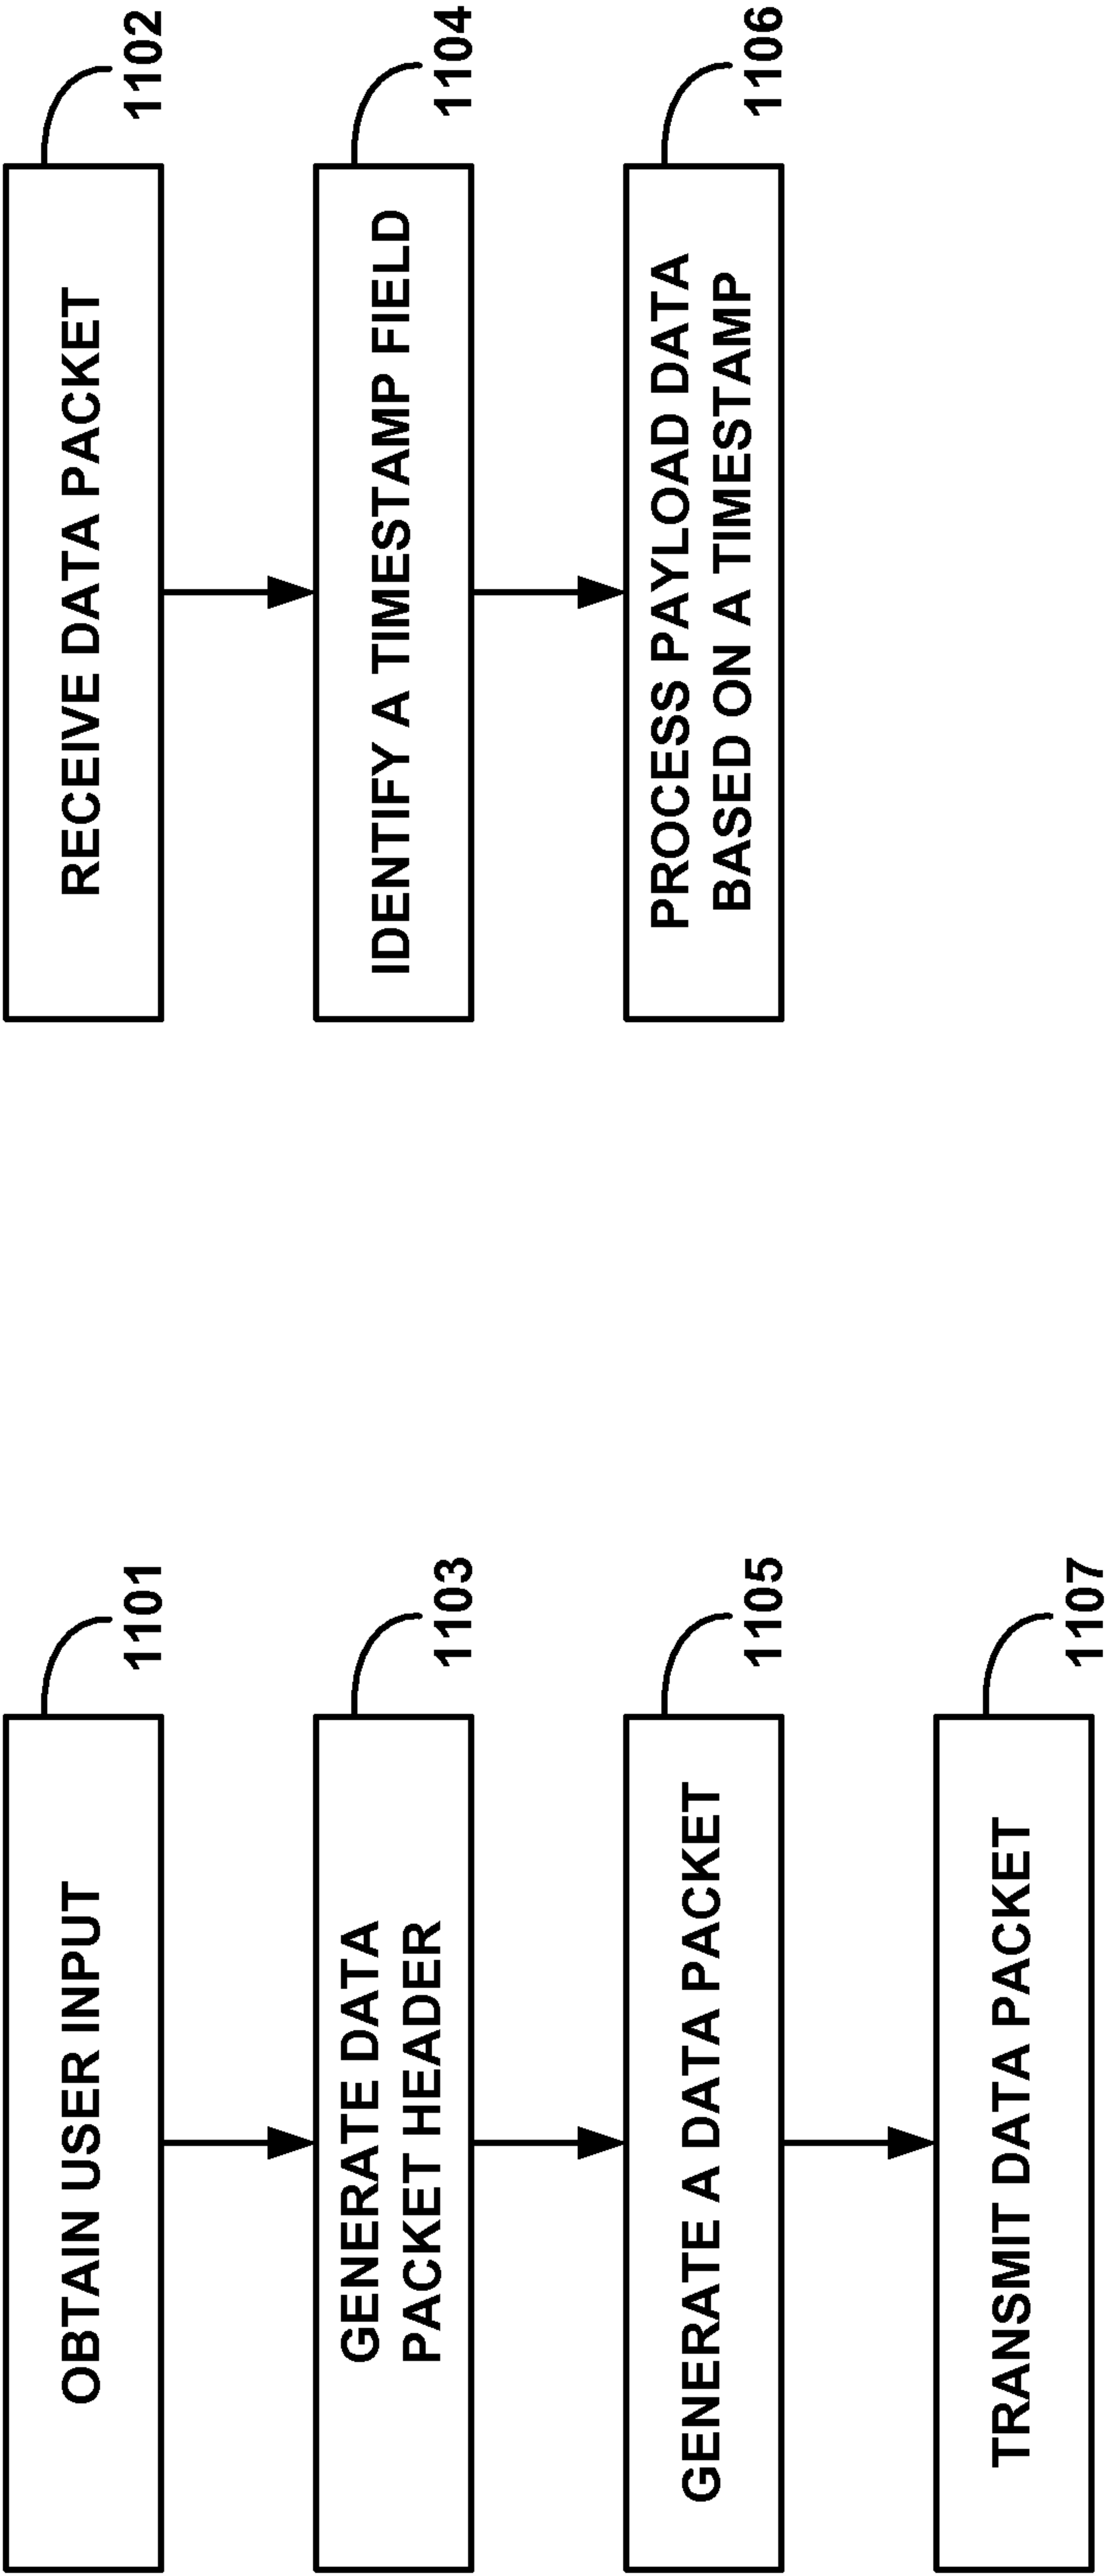 OBTAIN USER INPUT
1101
GENERATE DATA
PACKET HEADER
1103
GENERATE A DATA PACKET
1105
TRANSMIT DATA PACKET
1107
RECEIVE DATA PACKET
1102
IDENTIFY A TIMESTAMP FIELD
1104
PROCESS PAYLOAD DATA
BASED ON A TIMESTAMP
1106